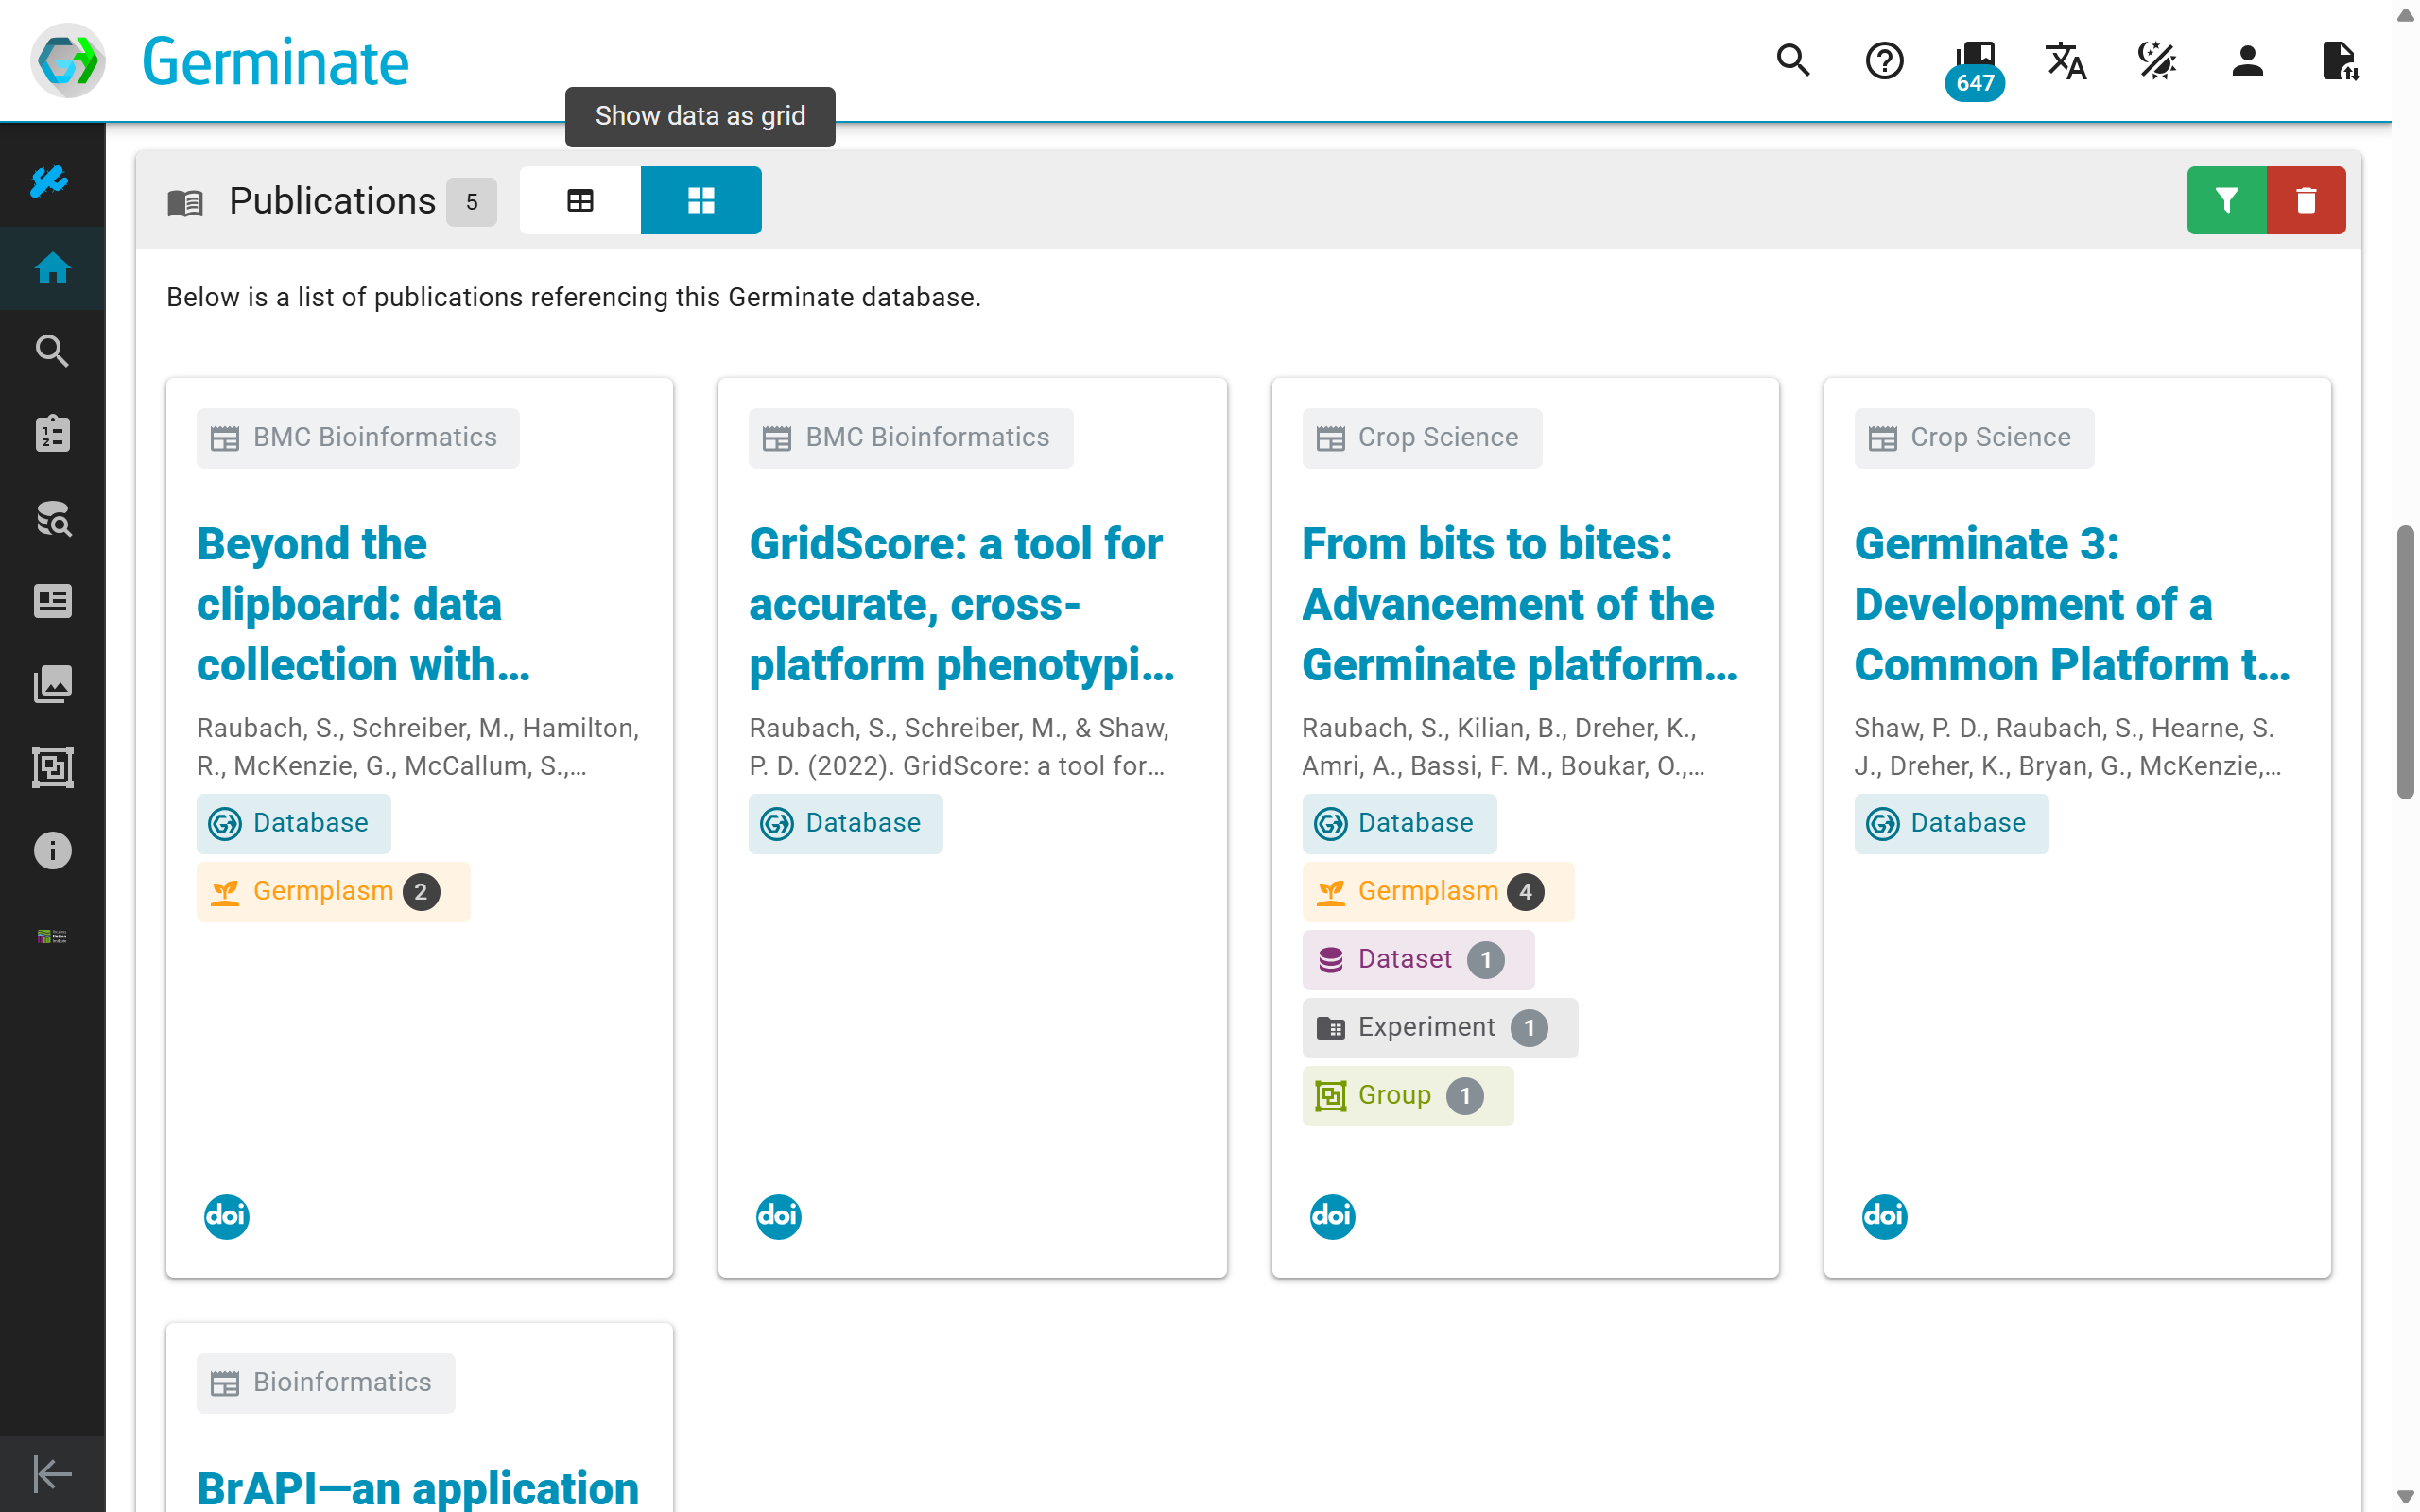 Germinate
647
Show data as grid
Publications 5
Below is a list of publications referencing this Germinate database.
BMC Bioinformatics
Beyond the
clipboard: data
collection with...
Raubach, S., Schreiber, M., Hamilton,
R., McKenzie, G., McCallum, S.,...
Database
Germplasm 2
doi
BMC Bioinformatics
GridScore: a tool for
accurate, cross-
platform phenotypi...
Raubach, S., Schreiber, M., & Shaw,
P. D. (2022). GridScore: a tool for...
Database
doi
Crop Science
From bits to bites:
Advancement of the
Germinate platform...
Raubach, S., Kilian, B., Dreher, K.,
Amri, A., Bassi, F. M., Boukar, O.,...
Database
Germplasm 4
Dataset 1
Experiment 1
Group 1
doi
Crop Science
Germinate 3:
Development of a
Common Platform t...
Shaw, P. D., Raubach, S., Hearne, S.
J., Dreher, K., Bryan, G., McKenzie,...
Database
doi
Bioinformatics
BrAPI—an application